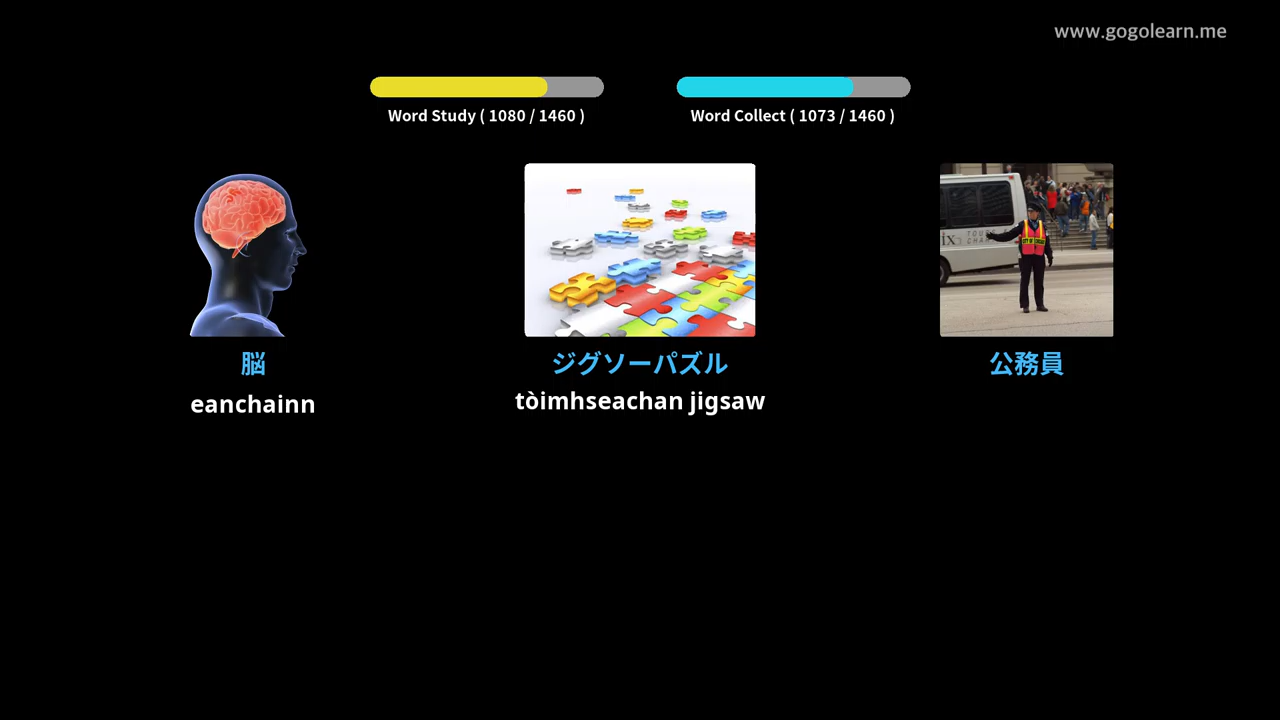 www.gogolearn.me
Word Study ( 1080 / 1460 )
Word Collect ( 1073 / 1460 )
脳
ジグソーパズル
公務員
eanchainn
tòimhseachan jigsaw